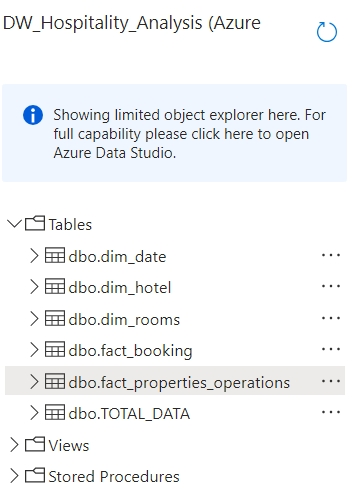 DW_Hospitality_Analysis (Azure
Showing limited object explorer here. For
full capability please click here to open
Azure Data Studio.
Tables
dbo.dim_date
dbo.dim_hotel
dbo.dim_rooms
dbo.fact_booking
dbo.fact_properties_operations
dbo.TOTAL_DATA
Views
Stored Procedures